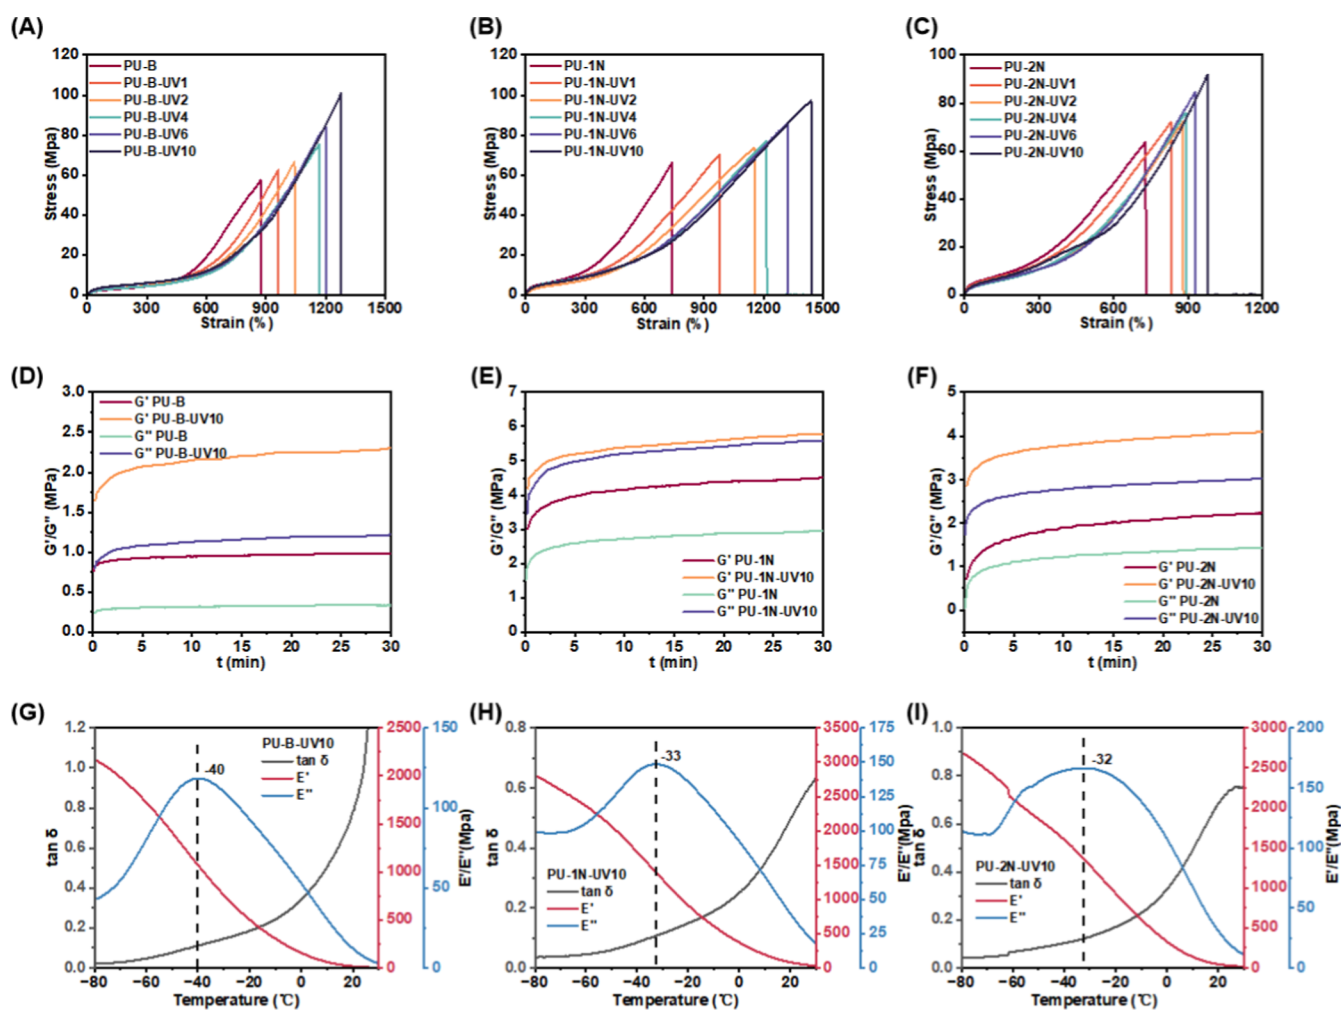 (A)
120
100
80
60
40
20
0
Stress (Mpa)
PU-B
PU-B-UV1
PU-B-UV2
PU-B-UV4
PU-B-UV6
PU-B-UV10
0 300 600 900 1200 1500
Strain (%)
(B)
120
100
80
60
40
20
0
Stress (Mpa)
PU-1N
PU-1N-UV1
PU-1N-UV2
PU-1N-UV4
PU-1N-UV6
PU-1N-UV10
0 300 600 900 1200 1500
Strain (%)
(C)
100
80
60
40
20
0
Stress (Mpa)
PU-2N
PU-2N-UV1
PU-2N-UV2
PU-2N-UV4
PU-2N-UV6
PU-2N-UV10
0 300 600 900 1200
Strain (%)
(D)
3.0
2.5
2.0
1.5
1.0
0.5
0.0
G'/G'' (MPa)
G' PU-B
G' PU-B-UV10
G'' PU-B
G'' PU-B-UV10
0 5 10 15 20 25 30
t (min)
(E)
7
6
5
4
3
2
1
0
G'/G'' (MPa)
G' PU-1N
G' PU-1N-UV10
G'' PU-1N
G'' PU-1N-UV10
0 5 10 15 20 25 30
t (min)
(F)
5
4
3
2
1
0
G'/G'' (MPa)
G' PU-2N
G' PU-2N-UV10
G'' PU-2N
G'' PU-2N-UV10
0 5 10 15 20 25 30
t (min)
(G)
1.2
1.0
0.8
0.6
0.4
0.2
0.0
tan δ
PU-B-UV10
tan δ
E'
E''
-40
2500
2000
1500
1000
500
0
150
100
50
0
E'/E''(Mpa)
-80 -60 -40 -20 0 20
Temperature (℃)
(H)
0.8
0.6
0.4
0.2
0.0
tan δ
-33
PU-1N-UV10
tan δ
E'
E''
3500
3000
2500
2000
1500
1000
500
0
175
150
125
100
75
50
25
0
E'/E''(Mpa)
-80 -60 -40 -20 0 20
Temperature (℃)
(I)
1.0
0.8
0.6
0.4
0.2
0.0
tan δ
-32
PU-2N-UV10
tan δ
E'
E''
3000
2500
2000
1500
1000
500
0
200
150
100
50
0
E'/E''(Mpa)
-80 -60 -40 -20 0 20
Temperature (℃)